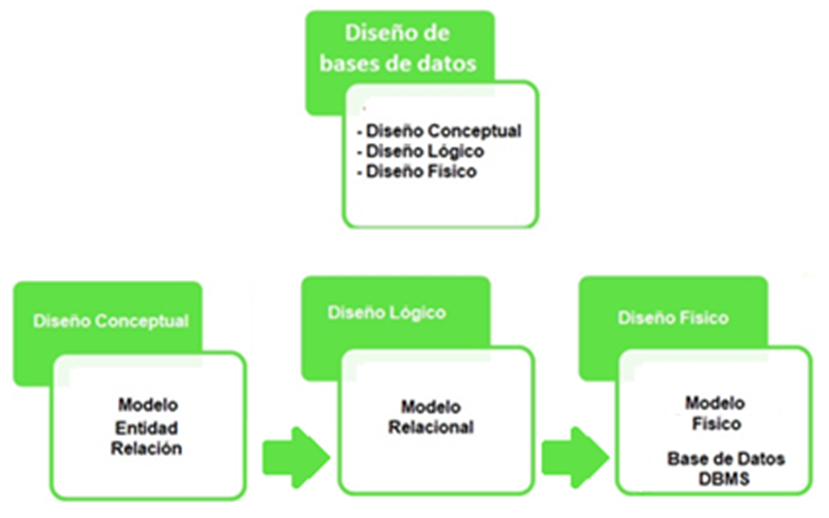 Diseño de
bases de datos
- Diseño Conceptual
- Diseño Lógico
- Diseño Físico
Diseño Conceptual
Modelo
Entidad
Relación
Diseño Lógico
Modelo
Relacional
Diseño Físico
Modelo
Físico
Base de Datos
DBMS